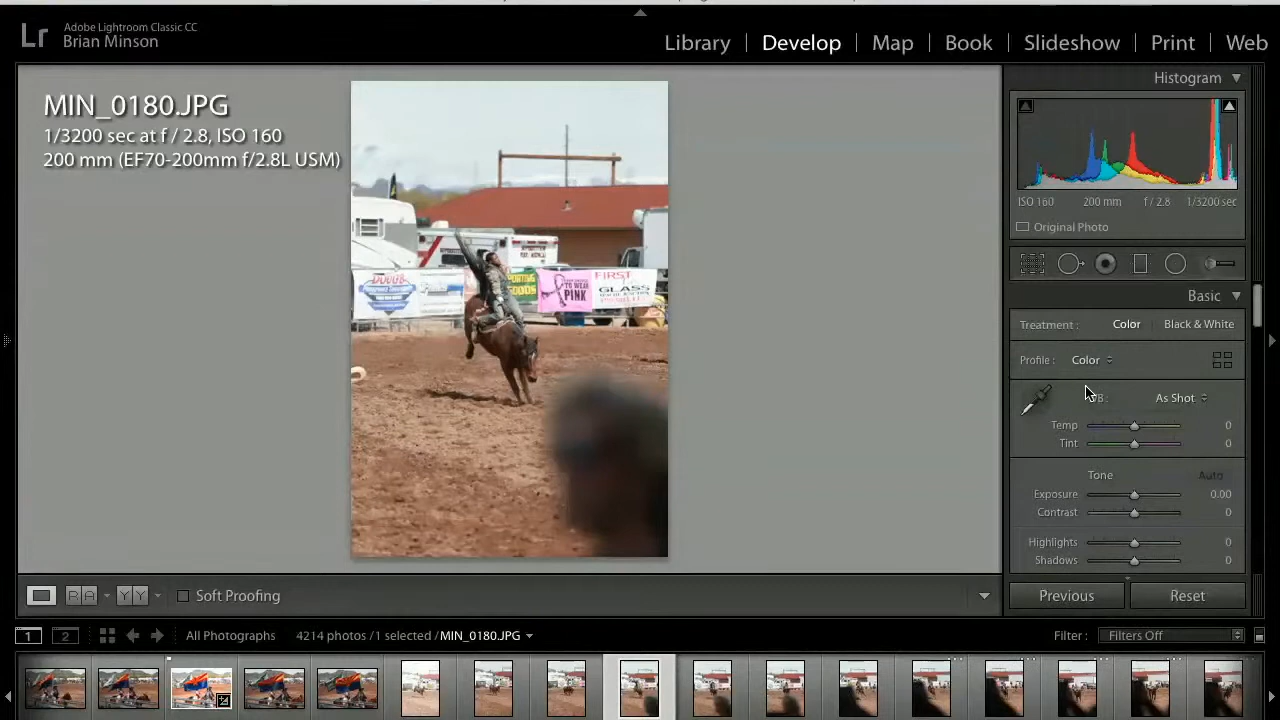 Lr
Adobe Lightroom Classic CC
Brian Minson
Library
Develop
Map
Book
Slideshow
Print
Web
MIN_0180.JPG
1/3200 sec at f / 2.8, ISO 160
200 mm (EF70-200mm f/2.8L USM)
TO WEAR
PINK
FIRST
GLASS
Histogram
ISO 160 200 mm f / 2.8 1/3200 sec
Original Photo
Basic
Treatment : Color Black & White
Profile : Color
As Shot
Temp 0
Tint 0
Tone Auto
Exposure 0.00
Contrast 0
Highlights 0
Shadows 0
Previous Reset
R A Y Y Soft Proofing
1 2 All Photographs 4214 photos /1 selected /MIN_0180.JPG Filter : Filters Off